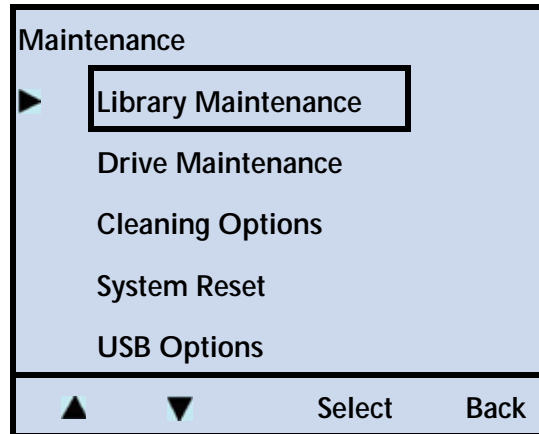 Maintenance
Library Maintenance
Drive Maintenance
Cleaning Options
System Reset
USB Options
Select Back